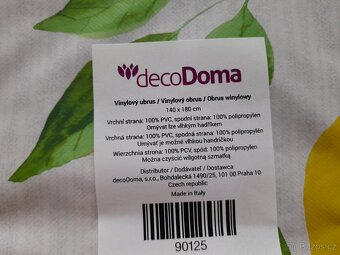 decoDoma
Vinylový ubrus / Vinylový obrus / Obrus winylowy
140 x 180 cm
Vrchní strana: 100% PVC, spodní strana: 100% polipropylen
Omývat lze vlhkým hadříkem
Vrchná strana: 100% PVC, spodná strana: 100% polipropylén
Umývať je možné vlhkou handričkou
Wierzchnia strona: 100% PCV, spód: 100% polipropylen
Można czyścić wilgotną szmatką
Distributor / Dodávateľ / Dostawca
decoDoma, s.r.o., Bohdalecká 1490/25, 101 00 Praha 10
Czech republic
Made in Italy
90125